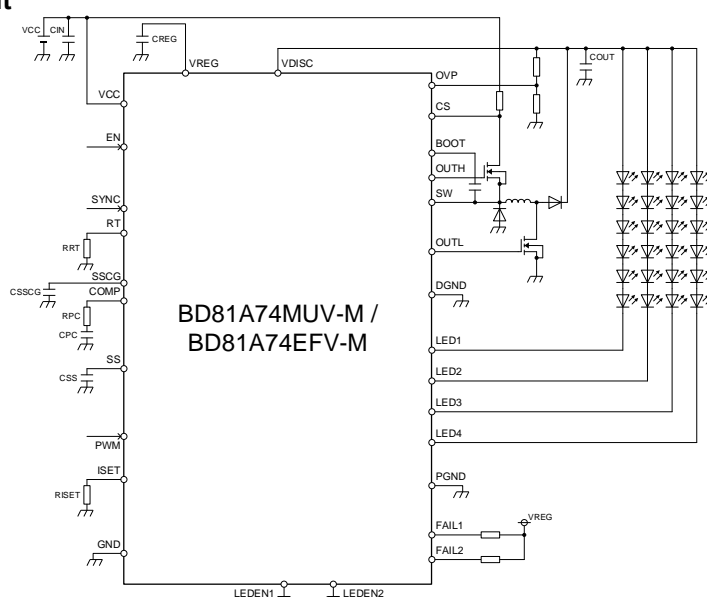 VCC CIN
CREG
VREG
VDISC
COUT
VCC
OVP
CS
EN
BOOT
OUTH
SYNC
SW
RT
RRT
OUTL
SSCG
CSSCG
COMP
DGND
RPC
CPC
BD81A74MUV-M /
BD81A74EFV-M
SS
CSS
LED1
LED2
LED3
LED4
PWM
ISET
RISET
PGND
VREG
FAIL1
GND
FAIL2
LEDEN1
LEDEN2